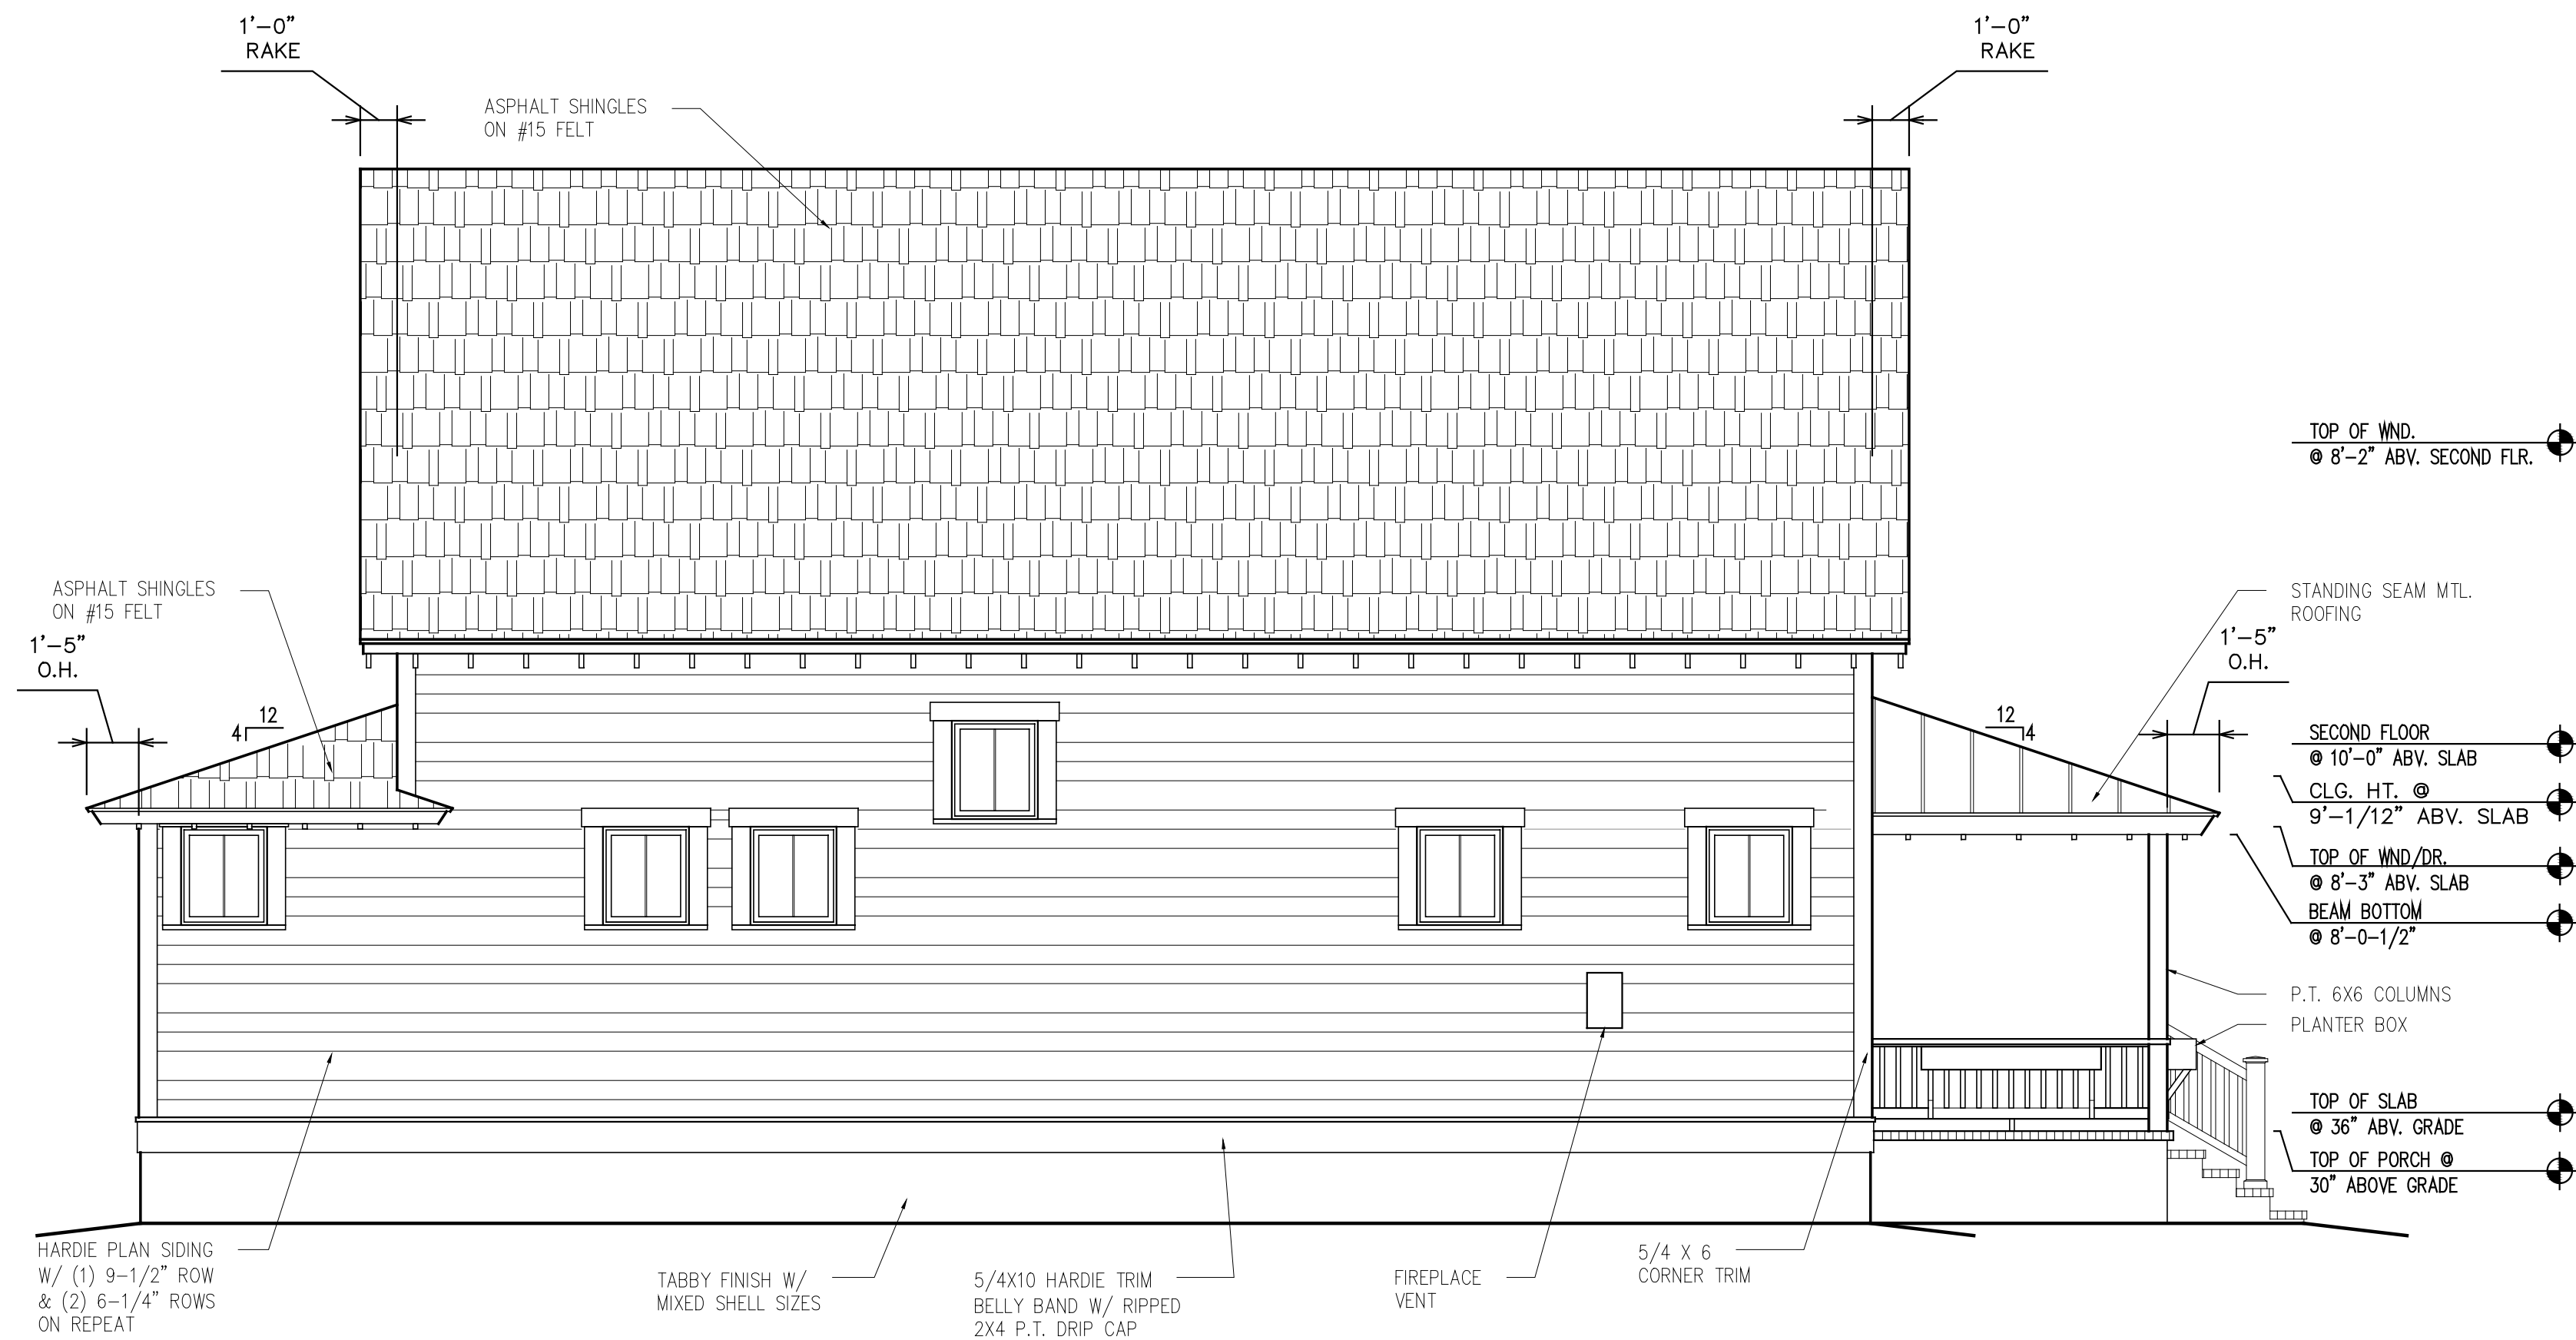 1'-0"
RAKE
1'-0"
RAKE
ASPHALT SHINGLES
ON #15 FELT
TOP OF WND.
@ 8'-2" ABV. SECOND FLR.
ASPHALT SHINGLES
ON #15 FELT
1'-5"
O.H.
12
4
STANDING SEAM MTL.
ROOFING
1'-5"
O.H.
12
4
SECOND FLOOR
@ 10'-0" ABV. SLAB
CLG. HT. @
9'-1/12" ABV. SLAB
TOP OF WND/DR.
@ 8'-3" ABV. SLAB
BEAM BOTTOM
@ 8'-0-1/2"
P.T. 6X6 COLUMNS
PLANTER BOX
TOP OF SLAB
@ 36" ABV. GRADE
TOP OF PORCH @
30" ABOVE GRADE
HARDIE PLAN SIDING
W/ (1) 9-1/2" ROW
& (2) 6-1/4" ROWS
ON REPEAT
TABBY FINISH W/
MIXED SHELL SIZES
5/4X10 HARDIE TRIM
BELLY BAND W/ RIPPED
2X4 P.T. DRIP CAP
FIREPLACE
VENT
5/4 X 6
CORNER TRIM